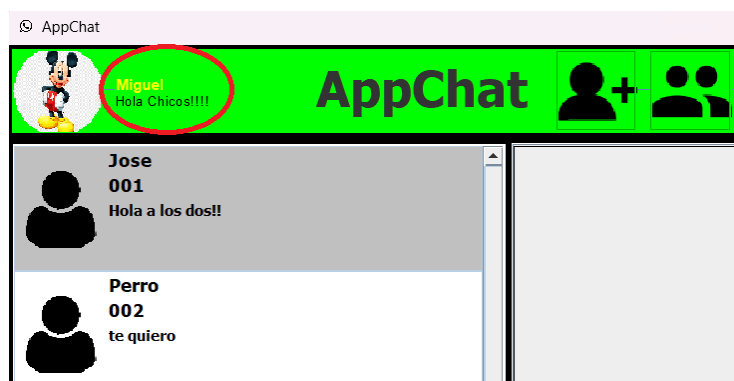 AppChat
Miguel
Hola Chicos!!!!
AppChat
Jose
001
Hola a los dos!!
Perro
002
te quiero